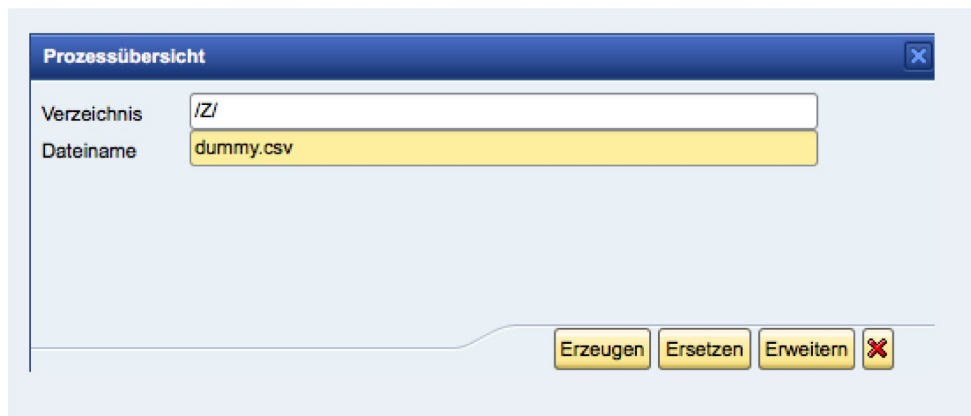 Prozessübersicht
Verzeichnis /Z/
Dateiname dummy.csv
Erzeugen Ersetzen Erweitern